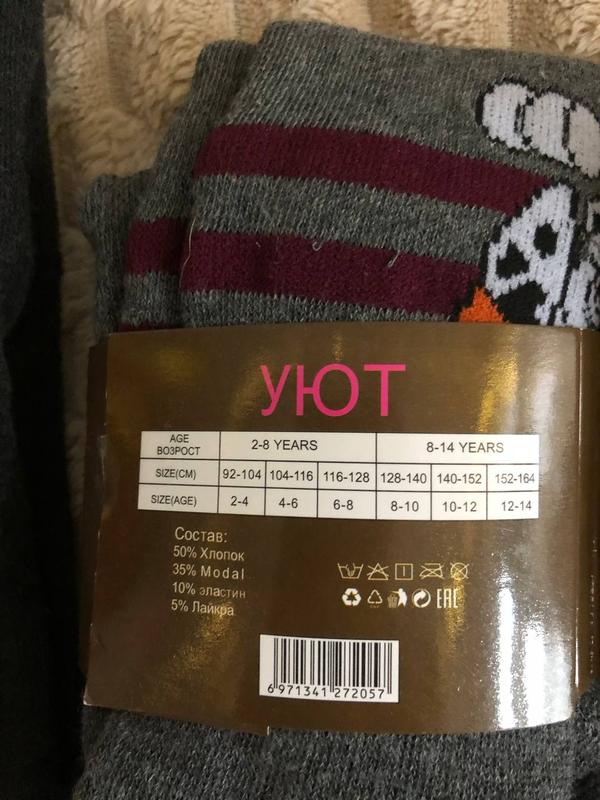 УЮТ
AGE ВОЗРОСТ 2-8 YEARS 8-14 YEARS
SIZE(CM) 92-104 104-116 116-128 128-140 140-152 152-164
SIZE(AGE) 2-4 4-6 6-8 8-10 10-12 12-14
Состав:
50% Хлопок
35% Modal
10% эластин
5% Лайкра
EAC
6 971341 272057